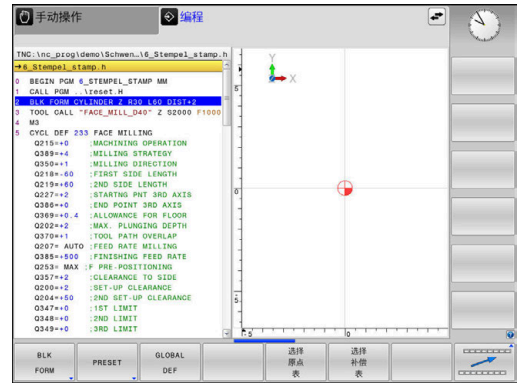 手动操作
编程
TNC:\nc_prog\demo\Schwen…\6_Stempel_stamp.h
→6_Stempel_stamp.h
0 BEGIN PGM 6_STEMPEL_STAMP MM
1 CALL PGM ..\reset.H
2 BLK FORM CYLINDER Z R30 L60 DIST+2
3 TOOL CALL "FACE_MILL_D40" Z S2000 F1000
4 M3
5 CYCL DEF 233 FACE MILLING
Q215=+0 ;MACHINING OPERATION
Q389=+4 ;MILLING STRATEGY
Q350=+1 ;MILLING DIRECTION
Q218=-60 ;FIRST SIDE LENGTH
Q219=+60 ;2ND SIDE LENGTH
Q227=+2 ;STARTNG PNT 3RD AXIS
Q386=+0 ;END POINT 3RD AXIS
Q369=+0.4 ;ALLOWANCE FOR FLOOR
Q202=+2 ;MAX. PLUNGING DEPTH
Q370=+1 ;TOOL PATH OVERLAP
Q207= AUTO ;FEED RATE MILLING
Q385=+500 ;FINISHING FEED RATE
Q253= MAX ;F PRE-POSITIONING
Q357=+2 ;CLEARANCE TO SIDE
Q200=+2 ;SET-UP CLEARANCE
Q204=+50 ;2ND SET-UP CLEARANCE
Q347=+0 ;1ST LIMIT
Q348=+0 ;2ND LIMIT
Q349=+0 ;3RD LIMIT
Y
X
5
0
5
-5
0
BLK
FORM
PRESET
GLOBAL
DEF
选择
原点
表
选择
补偿
表